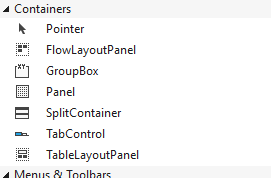 Containers
Pointer
FlowLayoutPanel
GroupBox
Panel
SplitContainer
TabControl
TableLayoutPanel
Menus & Toolbars